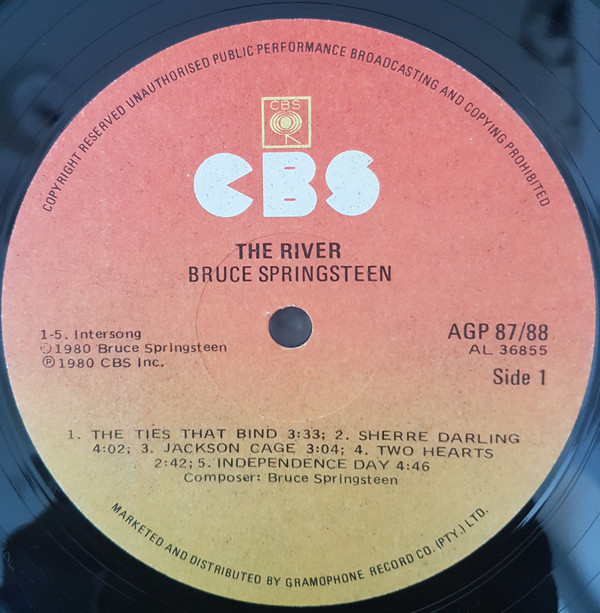 COPYRIGHT RESERVED UNAUTHORISED PUBLIC PERFORMANCE BROADCASTING AND COPYING PROHIBITED
CBS
CBS
THE RIVER
BRUCE SPRINGSTEEN
1-5. Intersong
©1980 Bruce Springsteen
℗1980 CBS Inc.
AGP 87/88
AL 36855
Side 1
1. THE TIES THAT BIND 3:33; 2. SHERRE DARLING
4:02; 3. JACKSON CAGE 3:04; 4. TWO HEARTS
2:42; 5. INDEPENDENCE DAY 4:46
Composer: Bruce Springsteen
MARKETED AND DISTRIBUTED BY GRAMOPHONE RECORD CO. (PTY.) LTD.